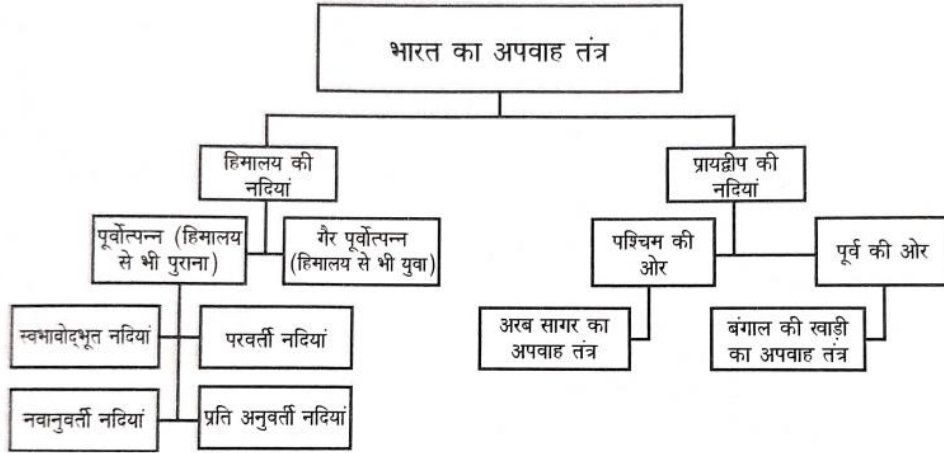 भारत का अपवाह तंत्र
हिमालय की
नदियां
प्रायद्वीप की
नदियां
पूर्वोत्पन्न (हिमालय
से भी पुराना)
गैर पूर्वोत्पन्न
(हिमालय से भी युवा)
पश्चिम की
ओर
पूर्व की ओर
स्वभावोद्भूत नदियां
परवर्ती नदियां
अरब सागर का
अपवाह तंत्र
बंगाल की खाड़ी
का अपवाह तंत्र
नवानुवर्ती नदियां
प्रति अनुवर्ती नदियां